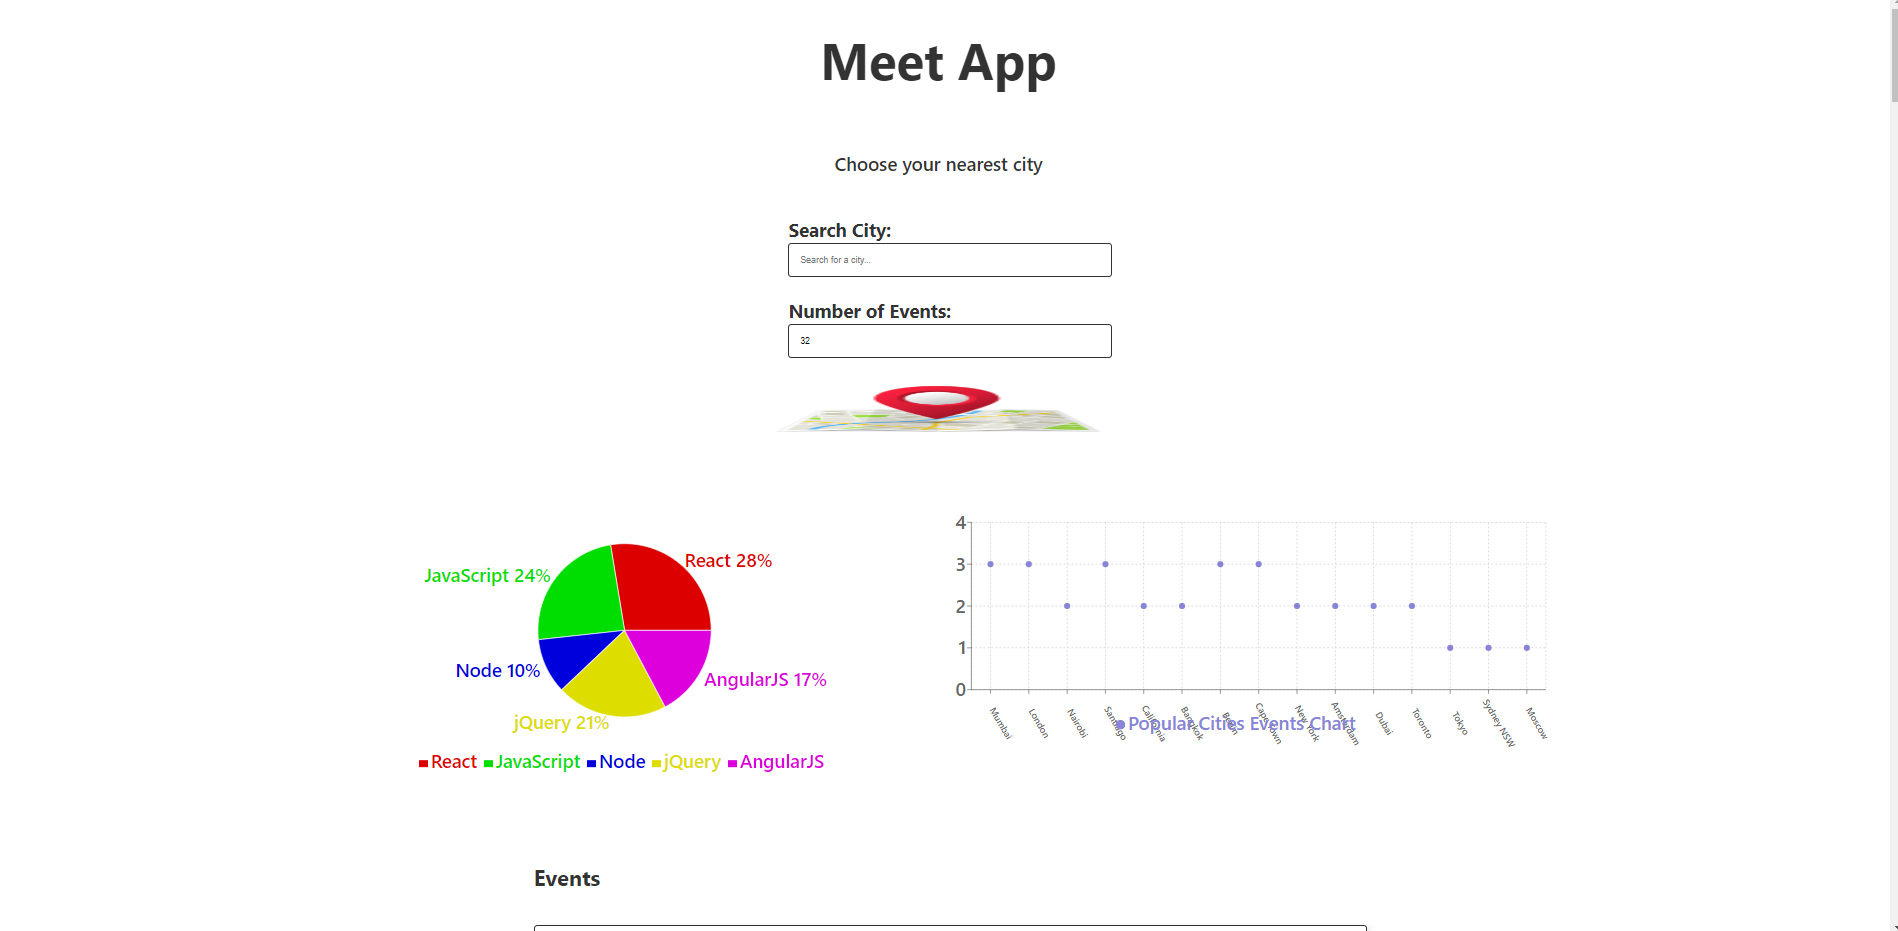 Meet App
Choose your nearest city
Search City:
Search for a city...
Number of Events:
32
React 28%
JavaScript 24%
Node 10%
AngularJS 17%
jQuery 21%
React JavaScript Node jQuery AngularJS
4
3
2
1
0
Mumbai
London
Nairobi
Santiago
California
Bangkok
Berlin
Cape Town
New York
Amsterdam
Dubai
Toronto
Tokyo
Sydney NSW
Moscow
Popular Cities Events Chart
Events